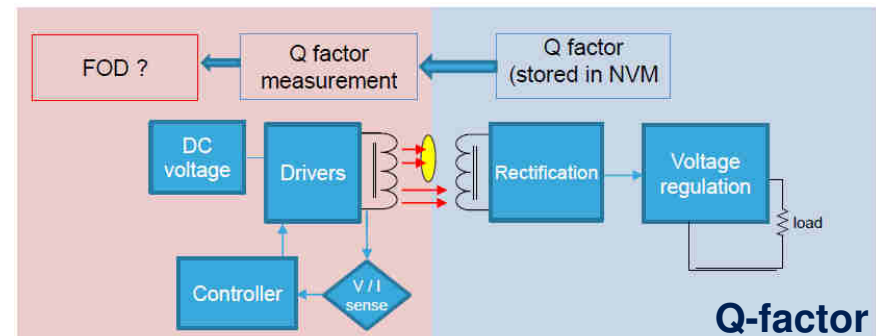 FOD ?
Q factor
measurement
Q factor
(stored in NVM
DC
voltage
Drivers
Rectification
Voltage
regulation
load
Controller
V / I
sense
Q-factor